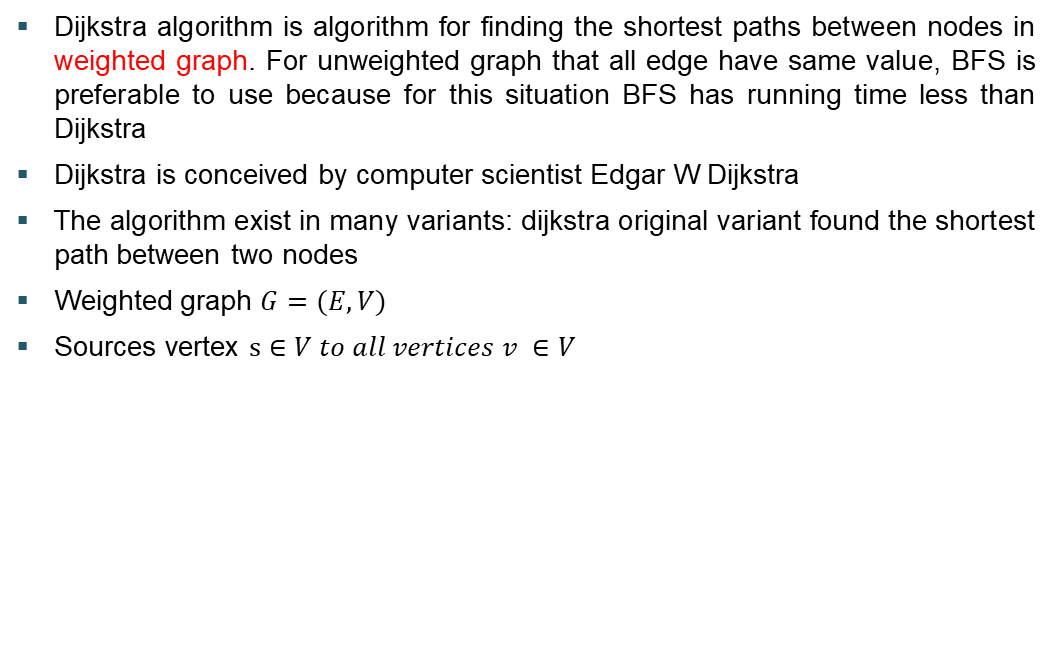 ▪ Dijkstra algorithm is algorithm for finding the shortest paths between nodes in
weighted graph. For unweighted graph that all edge have same value, BFS is
preferable to use because for this situation BFS has running time less than
Dijkstra
▪ Dijkstra is conceived by computer scientist Edgar W Dijkstra
▪ The algorithm exist in many variants: dijkstra original variant found the shortest
path between two nodes
▪ Weighted graph 𝐺 = (𝐸, 𝑉)
▪ Sources vertex s ∈ 𝑉 𝑡𝑜 𝑎𝑙𝑙 𝑣𝑒𝑟𝑡𝑖𝑐𝑒𝑠 𝑣 ∈ 𝑉